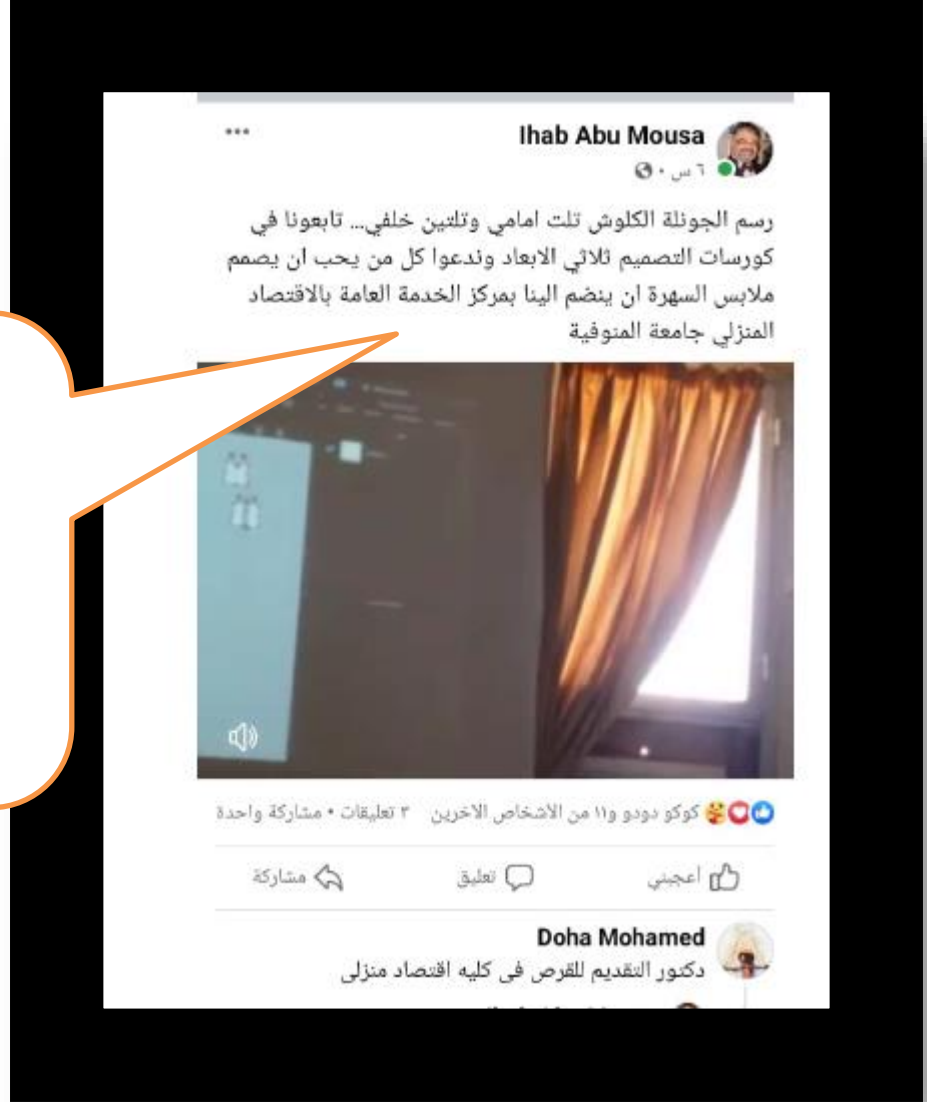 Ihab Abu Mousa
٦ س
رسم الجونلة الكلوش تلت امامي وتلتين خلفي... تابعونا في
كورسات التصميم ثلاثي الابعاد وندعوا كل من يحب ان يصمم
ملابس السهرة ان ينضم الينا بمركز الخدمة العامة بالاقتصاد
المنزلي جامعة المنوفية
كوكو دودو و١١ من الأشخاص الآخرين ٣ تعليقات • مشاركة واحدة
أعجبني تعليق مشاركة
Doha Mohamed
دكتور التقديم للقرص فى كليه اقتصاد منزلى